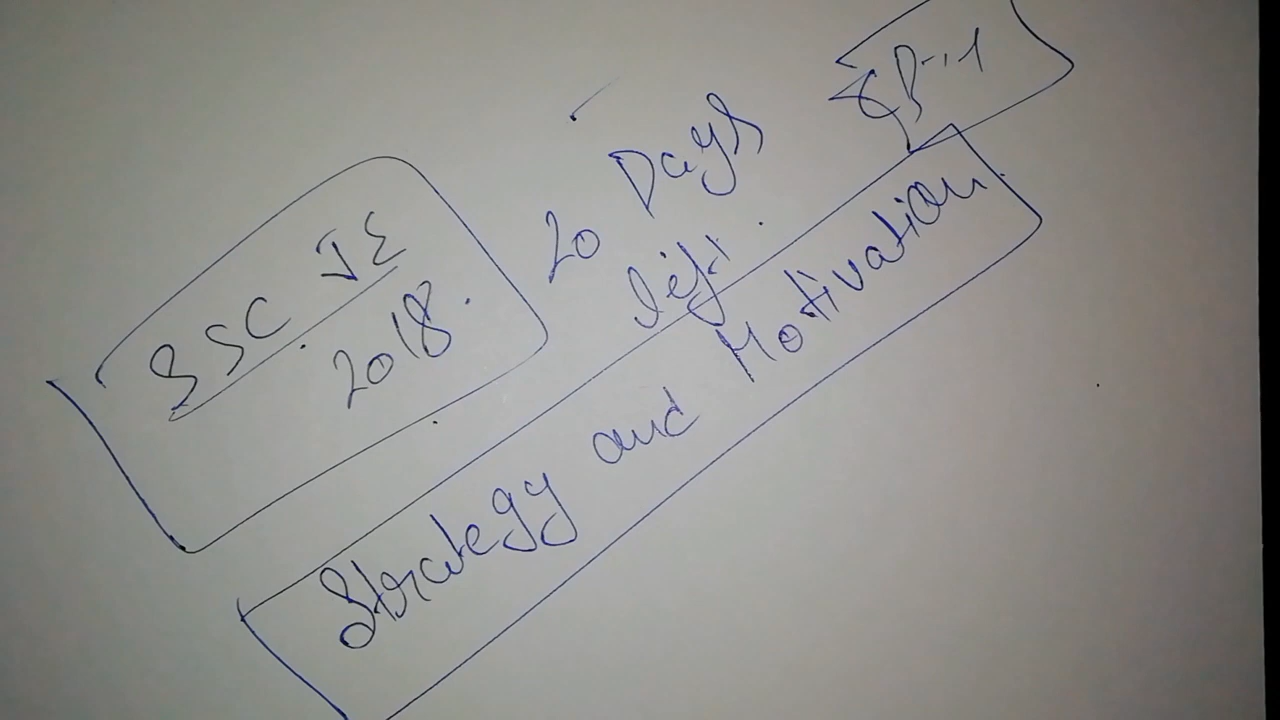 SSC JE
2018.
20 Days
left.
EP-1
Strategy and Motivation